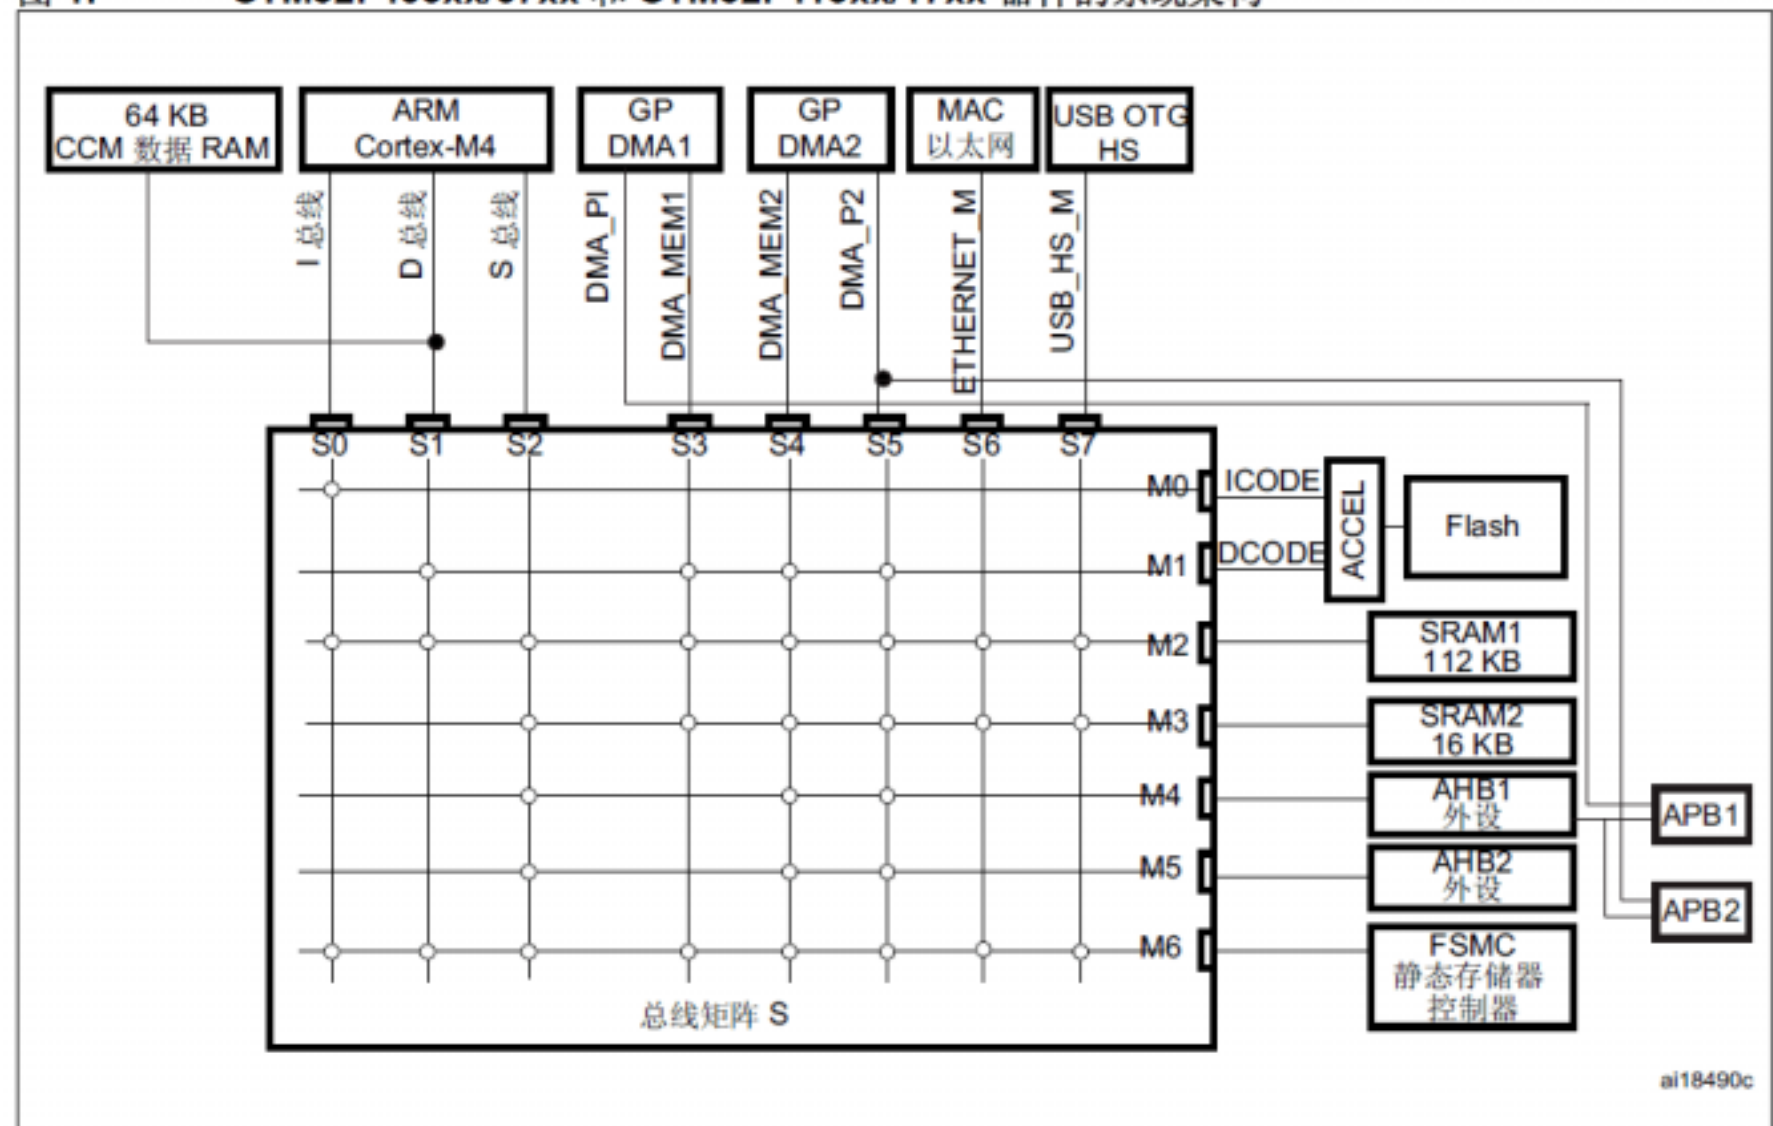 64 KB
CCM 数据 RAM
ARM
Cortex-M4
GP
DMA1
GP
DMA2
MAC
以太网
USB OTG
HS
I 总线
D 总线
S 总线
DMA_PI
DMA_MEM1
DMA_MEM2
DMA_P2
ETHERNET_M
USB_HS_M
S0
S1
S2
S3
S4
S5
S6
S7
M0
ICODE
M1
DCODE
ACCEL
Flash
M2
SRAM1
112 KB
M3
SRAM2
16 KB
M4
AHB1
外设
APB1
M5
AHB2
外设
APB2
M6
FSMC
静态存储器
控制器
总线矩阵 S
ai18490c